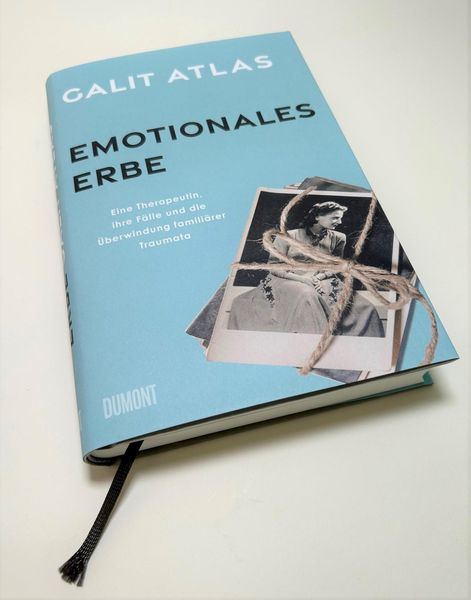 GALIT ATLAS
EMOTIONALES
ERBE
Eine Therapeutin,
ihre Fälle und die
Überwindung familiärer
Traumata
DUMONT